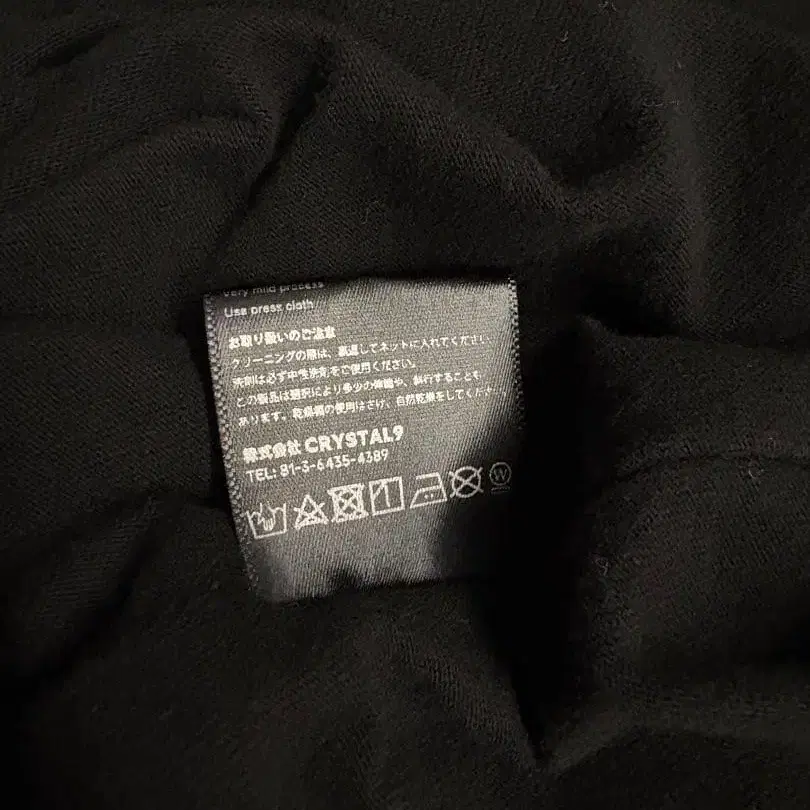 very mild process
Use press cloth
お取り扱いのご注意
クリーニングの際は、裏返してネットに入れてください
洗剤は必ず中性洗剤をご使用ください。
この製品は選択により多少の伸縮や、斜行することも
あります。乾燥機の使用はさけ、自然乾燥をしてくだ
株式会社 CRYSTAL9
TEL: 81-3-6435-4389
W